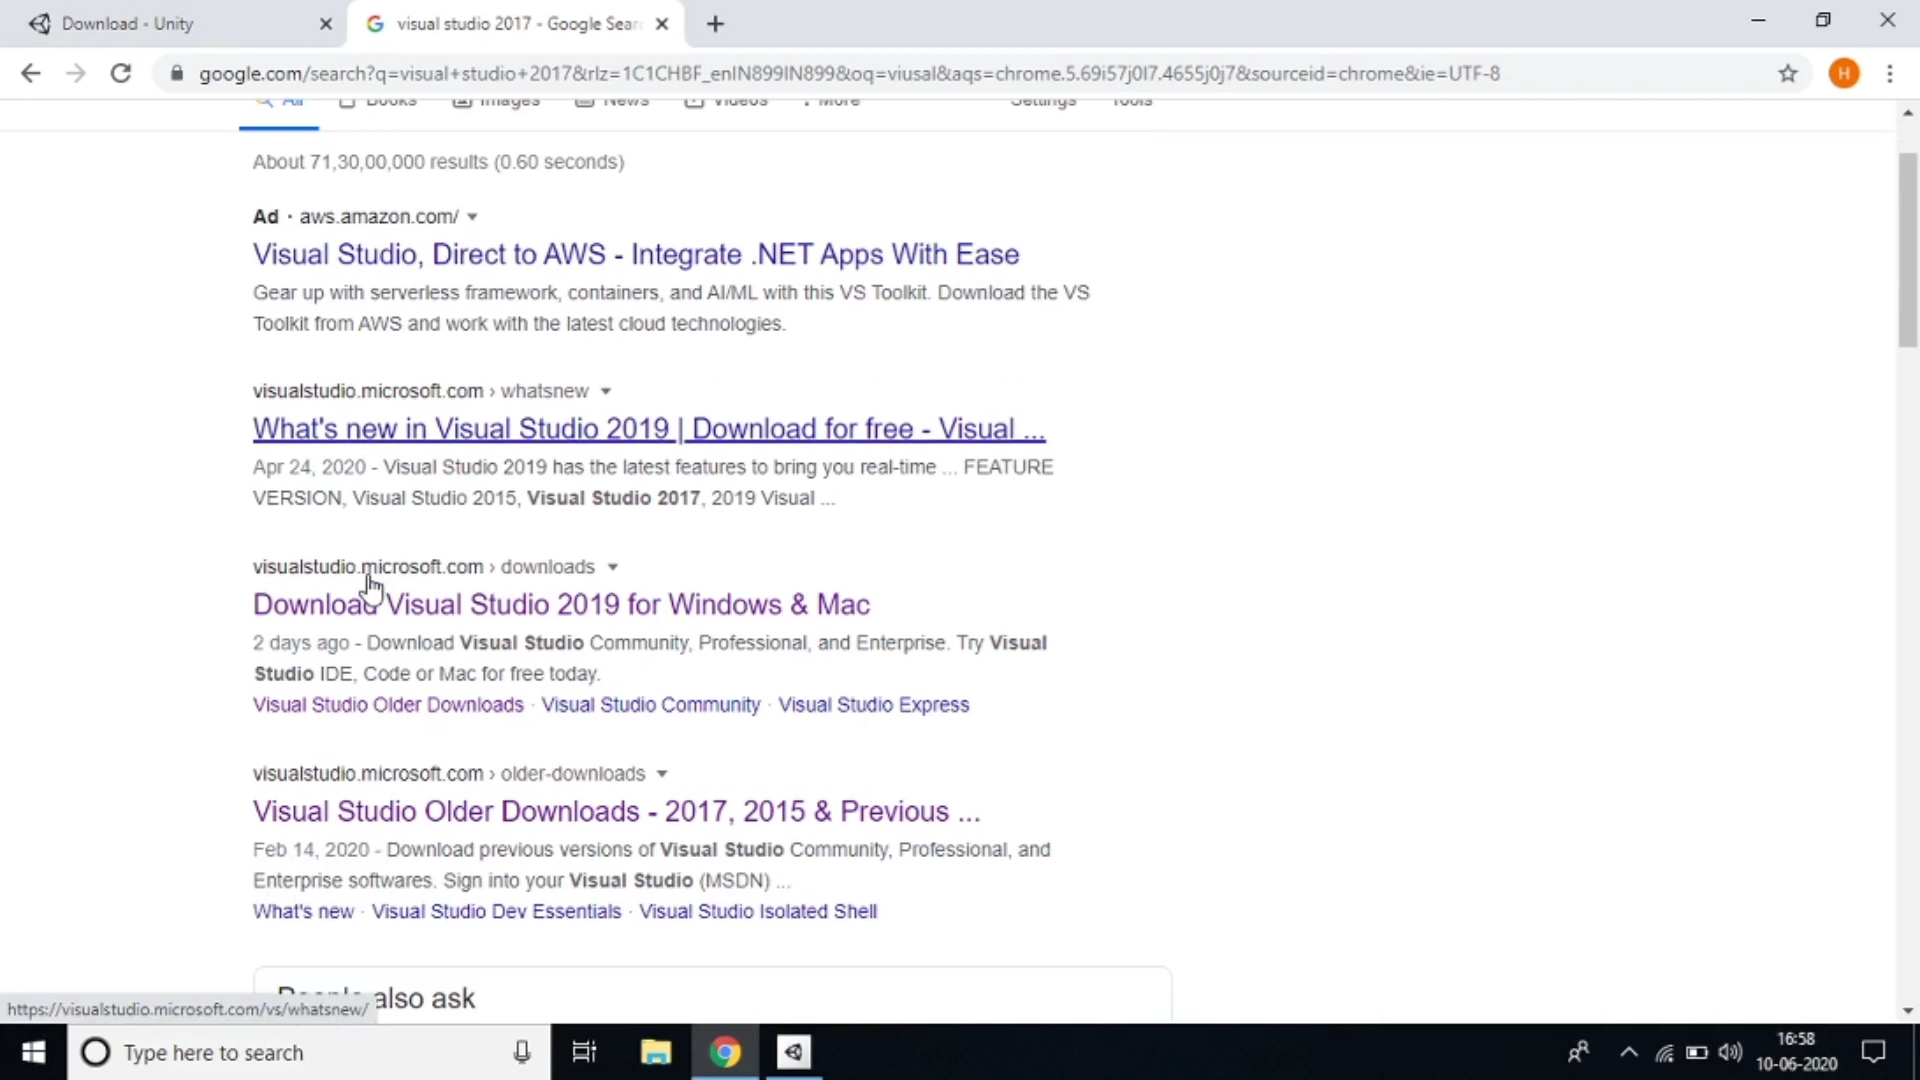 Download - Unity
visual studio 2017 - Google Sear
google.com/search?q=visual+studio+2017&rlz=1C1CHBF_enIN899IN899&oq=viusal&aqs=chrome.5.69i57j0l7.4655j0j7&sourceid=chrome&ie=UTF-8
H
All Books Images News Videos More Settings Tools
About 71,30,00,000 results (0.60 seconds)
Ad · aws.amazon.com/
Visual Studio, Direct to AWS - Integrate .NET Apps With Ease
Gear up with serverless framework, containers, and AI/ML with this VS Toolkit. Download the VS
Toolkit from AWS and work with the latest cloud technologies.
visualstudio.microsoft.com › whatsnew
What's new in Visual Studio 2019 | Download for free - Visual ...
Apr 24, 2020 - Visual Studio 2019 has the latest features to bring you real-time ... FEATURE
VERSION, Visual Studio 2015, Visual Studio 2017, 2019 Visual ...
visualstudio.microsoft.com › downloads
Download Visual Studio 2019 for Windows & Mac
2 days ago - Download Visual Studio Community, Professional, and Enterprise. Try Visual
Studio IDE, Code or Mac for free today.
Visual Studio Older Downloads · Visual Studio Community · Visual Studio Express
visualstudio.microsoft.com › older-downloads
Visual Studio Older Downloads - 2017, 2015 & Previous ...
Feb 14, 2020 - Download previous versions of Visual Studio Community, Professional, and
Enterprise softwares. Sign into your Visual Studio (MSDN) ...
What's new · Visual Studio Dev Essentials · Visual Studio Isolated Shell
People also ask
https://visualstudio.microsoft.com/vs/whatsnew/
Type here to search
16:58
10-06-2020